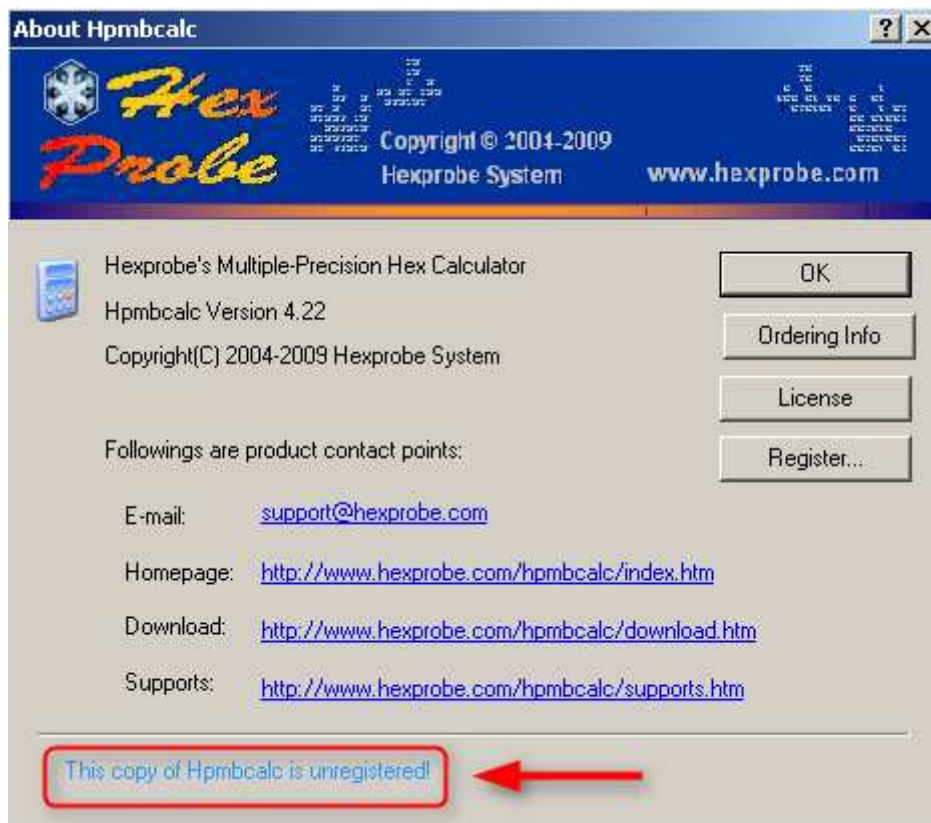 About Hpmbcalc
Hex
Probe
Copyright © 2004-2009
Hexprobe System
www.hexprobe.com
Hexprobe's Multiple-Precision Hex Calculator
Hpmbcalc Version 4.22
Copyright(C) 2004-2009 Hexprobe System
OK
Ordering Info
License
Register...
Followings are product contact points:
E-mail: support@hexprobe.com
Homepage: http://www.hexprobe.com/hpmbcalc/index.htm
Download: http://www.hexprobe.com/hpmbcalc/download.htm
Supports: http://www.hexprobe.com/hpmbcalc/supports.htm
This copy of Hpmbcalc is unregistered!